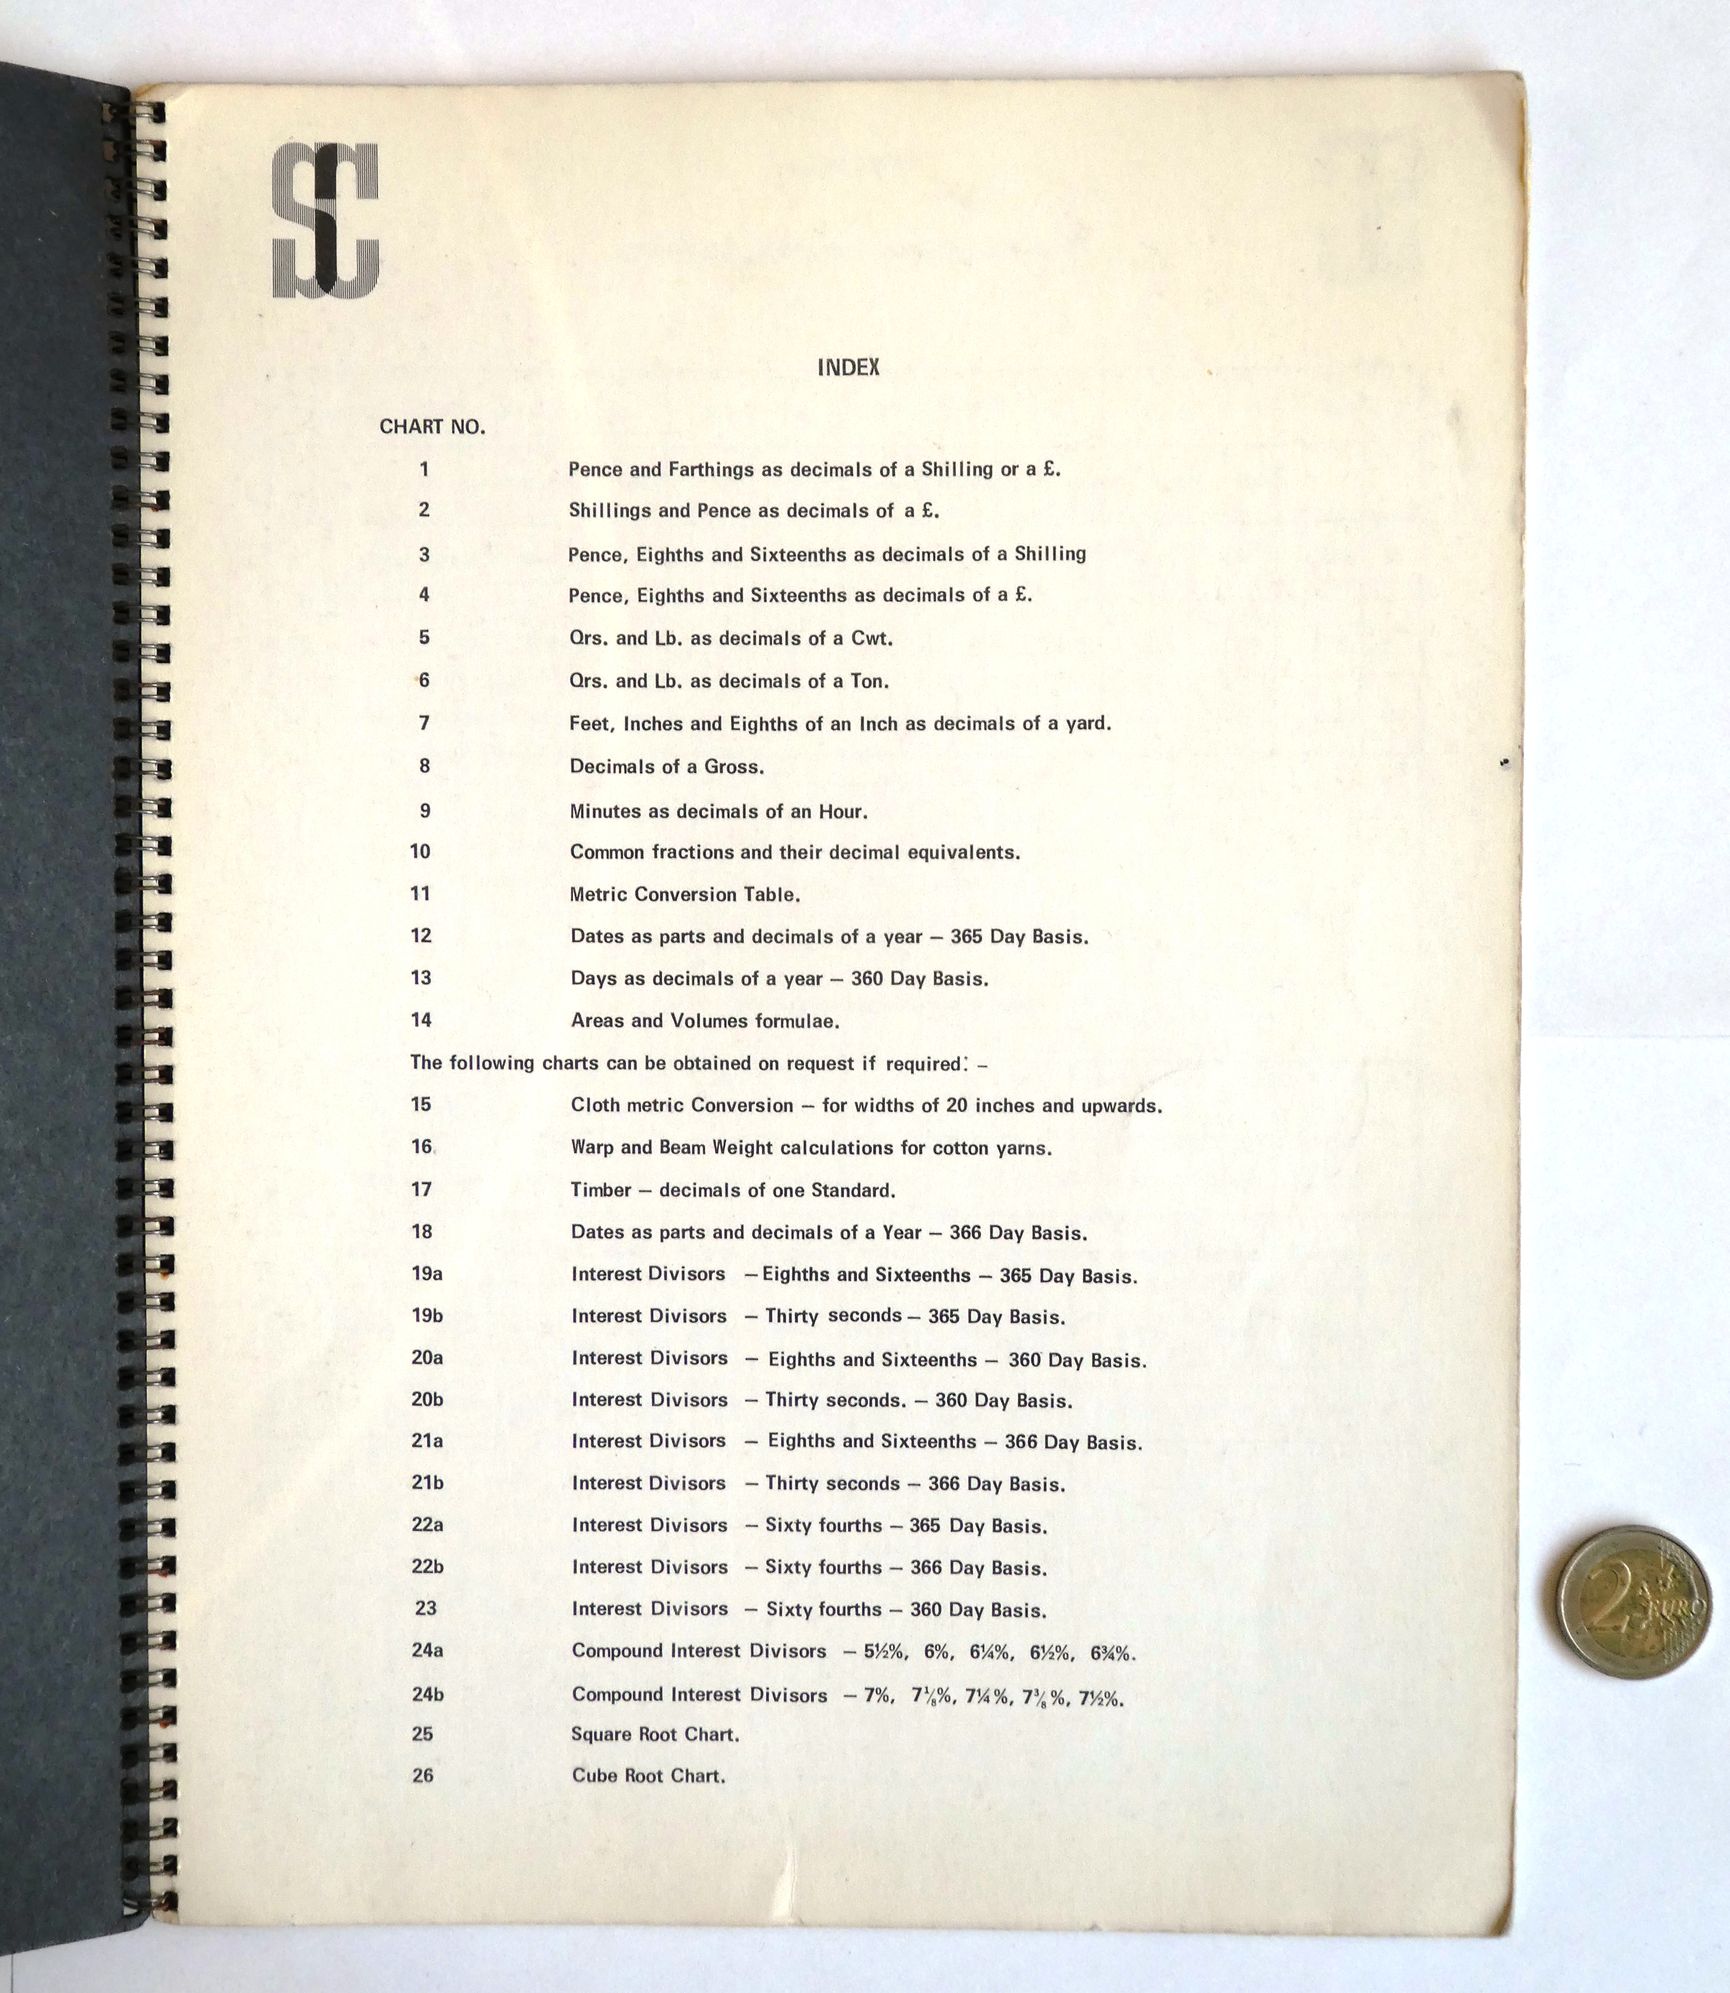 SC
INDEX
CHART NO.
1 Pence and Farthings as decimals of a Shilling or a £.
2 Shillings and Pence as decimals of a £.
3 Pence, Eighths and Sixteenths as decimals of a Shilling
4 Pence, Eighths and Sixteenths as decimals of a £.
5 Qrs. and Lb. as decimals of a Cwt.
6 Qrs. and Lb. as decimals of a Ton.
7 Feet, Inches and Eighths of an Inch as decimals of a yard.
8 Decimals of a Gross.
9 Minutes as decimals of an Hour.
10 Common fractions and their decimal equivalents.
11 Metric Conversion Table.
12 Dates as parts and decimals of a year – 365 Day Basis.
13 Days as decimals of a year – 360 Day Basis.
14 Areas and Volumes formulae.
The following charts can be obtained on request if required: –
15 Cloth metric Conversion – for widths of 20 inches and upwards.
16 Warp and Beam Weight calculations for cotton yarns.
17 Timber – decimals of one Standard.
18 Dates as parts and decimals of a Year – 366 Day Basis.
19a Interest Divisors – Eighths and Sixteenths – 365 Day Basis.
19b Interest Divisors – Thirty seconds – 365 Day Basis.
20a Interest Divisors – Eighths and Sixteenths – 360 Day Basis.
20b Interest Divisors – Thirty seconds. – 360 Day Basis.
21a Interest Divisors – Eighths and Sixteenths – 366 Day Basis.
21b Interest Divisors – Thirty seconds – 366 Day Basis.
22a Interest Divisors – Sixty fourths – 365 Day Basis.
22b Interest Divisors – Sixty fourths – 366 Day Basis.
23 Interest Divisors – Sixty fourths – 360 Day Basis.
24a Compound Interest Divisors – 5½%, 6%, 6¼%, 6½%, 6¾%.
24b Compound Interest Divisors – 7%, 7⅛%, 7¼%, 7⅜%, 7½%.
25 Square Root Chart.
26 Cube Root Chart.
2 EURO